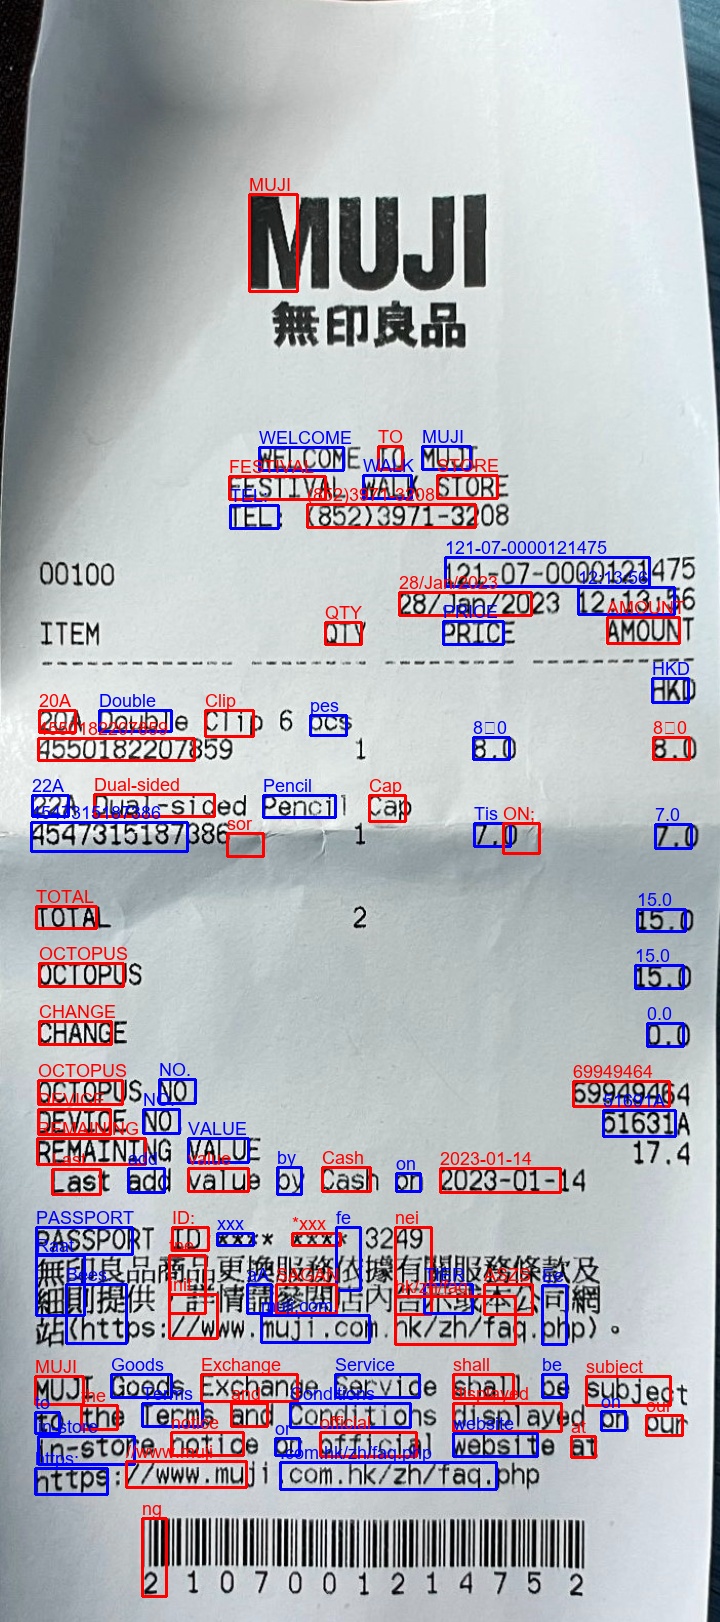 MUJI
無印良品
WELCOME TO MUJI
FESTIVAL WALK STORE
TEL: (852)3971-3208
00100 121-07-0000121475
28/Jan/2023 12:13:56
ITEM QTY PRICE AMOUNT
HKD
20A Double Clip 6 pcs
4550182207859 1 8.0 8.0
22A Dual-sided Pencil Cap
4547315187386 1 7.0 7.0
TOTAL 2 15.0
OCTOPUS 15.0
CHANGE 0.0
OCTOPUS NO. 69949464
DEVICE NO. 51631A
REMAINING VALUE 17.4
Last add value by Cash on 2023-01-14
PASSPORT ID: **** **** 3249
無印良品商品更換服務依據有關服務條款及
細則提供，詳情請參閱店內告示或本公司網
站(https://www.muji.com.hk/zh/faq.php)。
MUJI Goods Exchange Service shall be subject
to the Terms and Conditions displayed on our
in-store notice or official website at
https://www.muji.com.hk/zh/faq.php
2107001214752